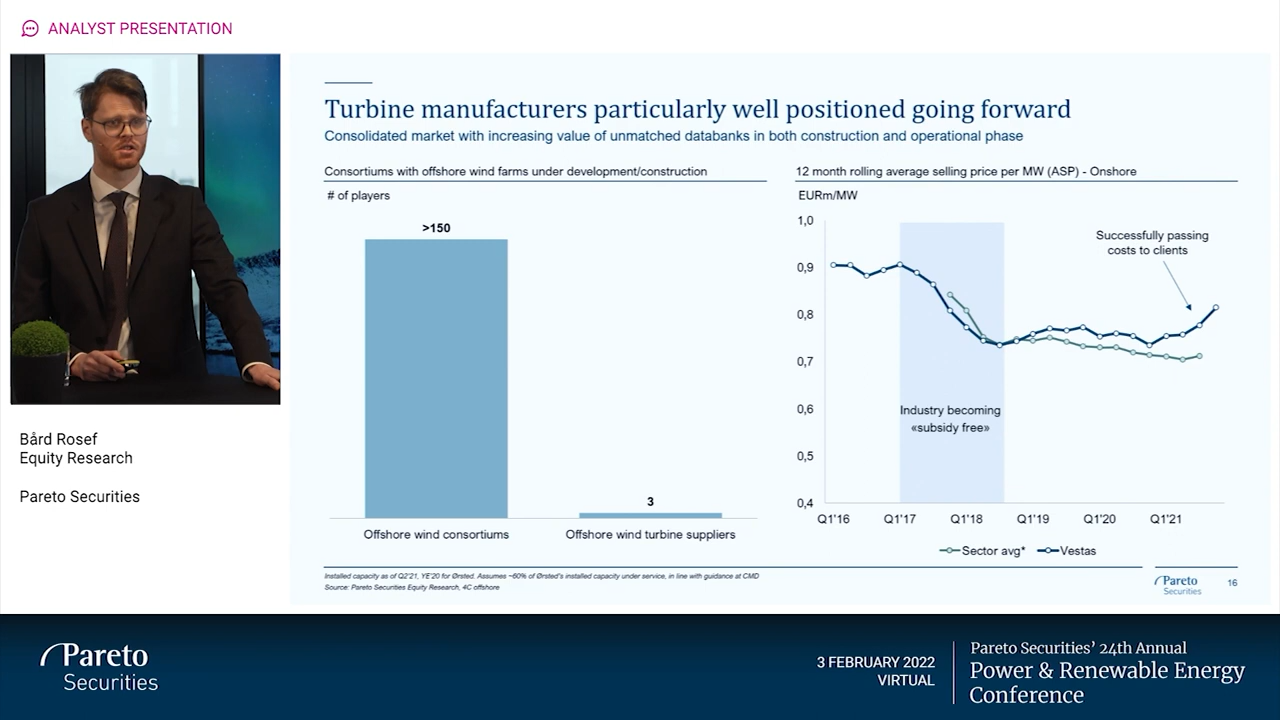 ANALYST PRESENTATION
Turbine manufacturers particularly well positioned going forward
Consolidated market with increasing value of unmatched databanks in both construction and operational phase
Consortiums with offshore wind farms under development/construction
# of players
>150
3
Offshore wind consortiums
Offshore wind turbine suppliers
12 month rolling average selling price per MW (ASP) - Onshore
EURm/MW
1,0
0,9
0,8
0,7
0,6
0,5
0,4
Successfully passing
costs to clients
Industry becoming
«subsidy free»
Q1'16
Q1'17
Q1'18
Q1'19
Q1'20
Q1'21
Sector avg*
Vestas
Installed capacity as of Q2'21, YE'20 for Ørsted. Assumes ~60% of Ørsted's installed capacity under service, in line with guidance at CMD
Source: Pareto Securities Equity Research, 4C offshore
Pareto
Securities
16
Bård Rosef
Equity Research
Pareto Securities
Pareto
Securities
3 FEBRUARY 2022
VIRTUAL
Pareto Securities' 24th Annual
Power & Renewable Energy
Conference